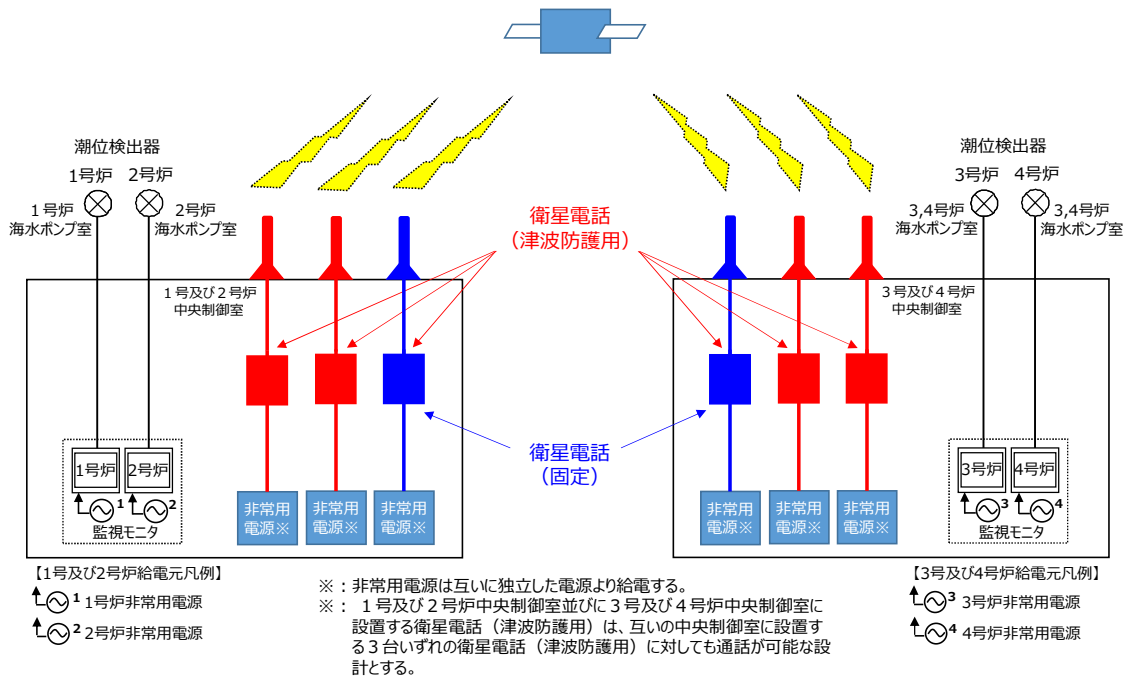 潮位検出器
1号炉 2号炉
1号炉
海水ポンプ室
2号炉
海水ポンプ室
1号及び2号炉
中央制御室
衛星電話
(津波防護用)
衛星電話
(固定)
1号炉 2号炉
1 2
監視モニタ
非常用
電源※
非常用
電源※
非常用
電源※
潮位検出器
3号炉 4号炉
3,4号炉
海水ポンプ室
3,4号炉
海水ポンプ室
3号及び4号炉
中央制御室
非常用
電源※
非常用
電源※
非常用
電源※
3号炉 4号炉
3 4
監視モニタ
【1号及び2号炉給電元凡例】
1 1号炉非常用電源
2 2号炉非常用電源
※:非常用電源は互いに独立した電源より給電する。
※: 1号及び2号炉中央制御室並びに3号及び4号炉中央制御室に
設置する衛星電話(津波防護用)は、互いの中央制御室に設置す
る3台いずれの衛星電話(津波防護用)に対しても通話が可能な設
計とする。
【3号及び4号炉給電元凡例】
3 3号炉非常用電源
4 4号炉非常用電源